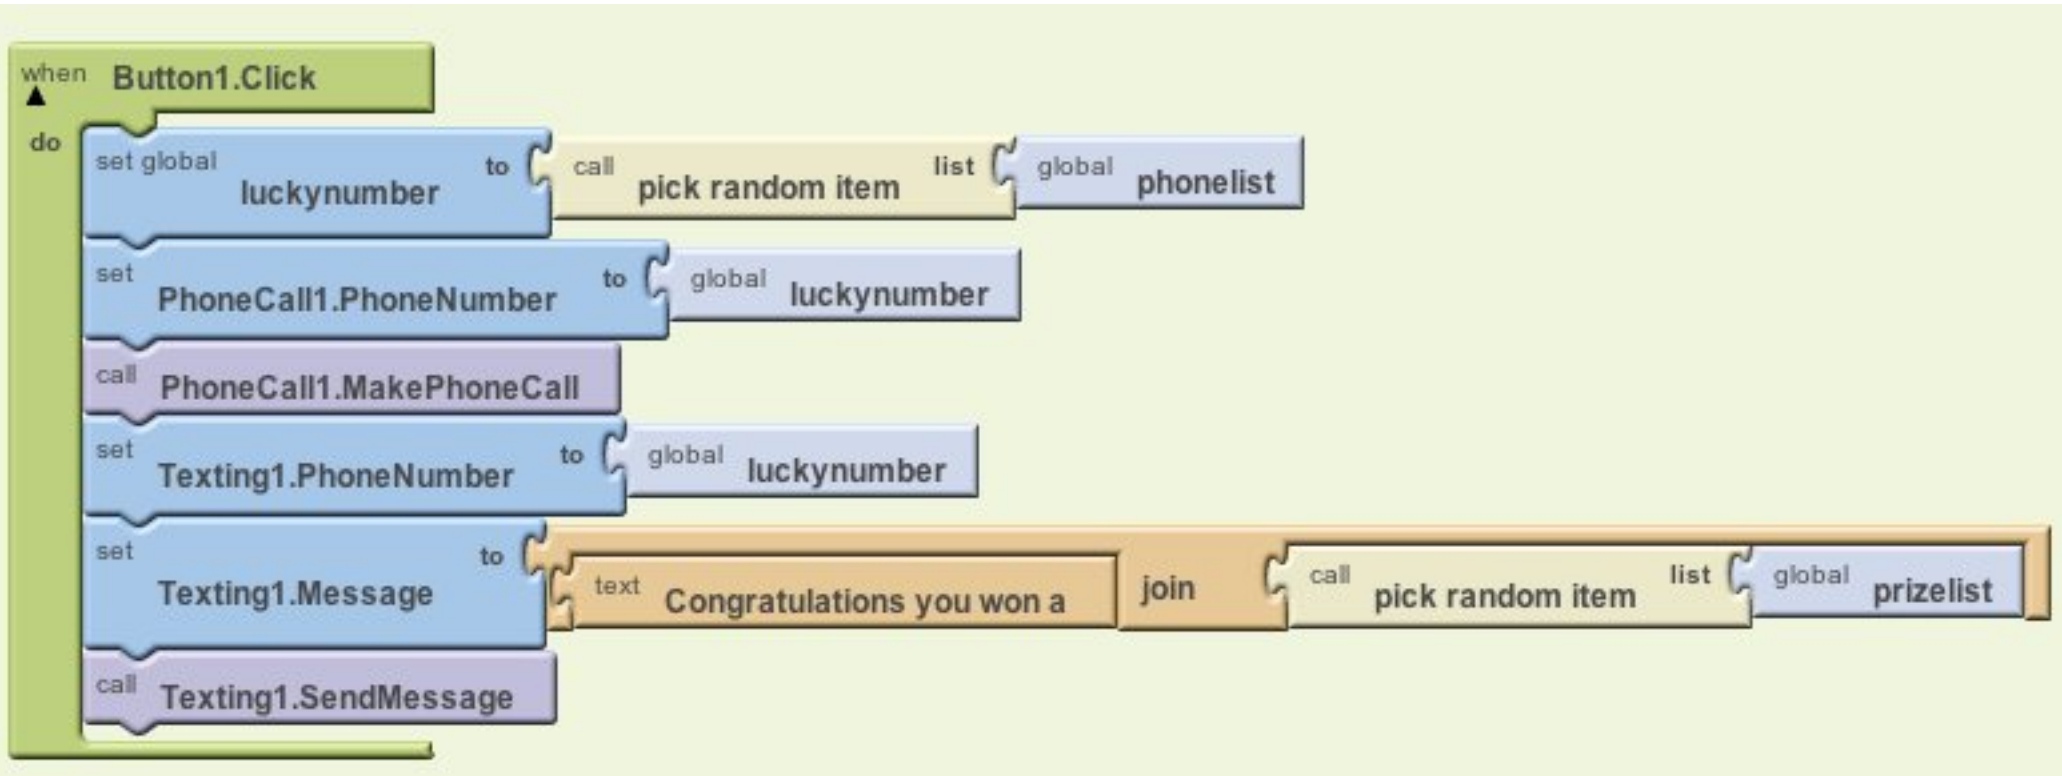 when Button1.Click
do
set global luckynumber to call pick random item list global phonelist
set PhoneCall1.PhoneNumber to global luckynumber
call PhoneCall1.MakePhoneCall
set Texting1.PhoneNumber to global luckynumber
set Texting1.Message to text Congratulations you won a join call pick random item list global prizelist
call Texting1.SendMessage